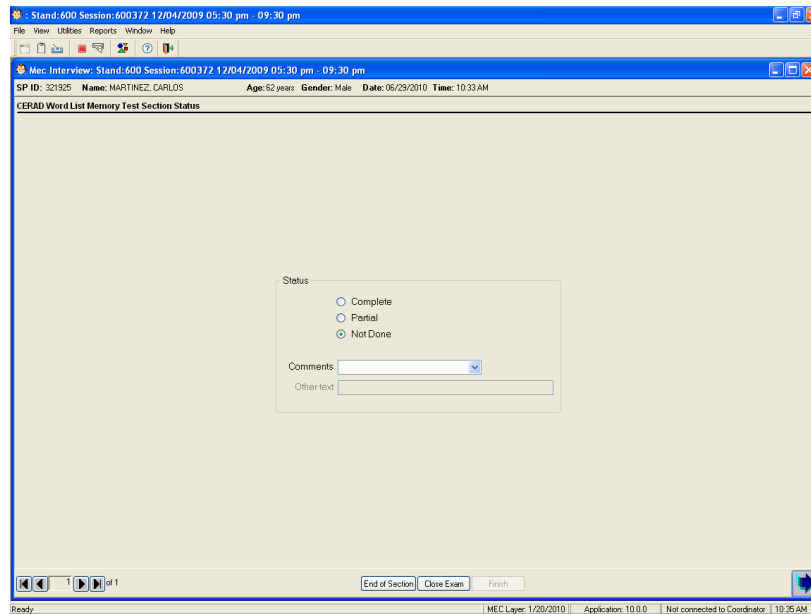 : Stand:600 Session:600372 12/04/2009 05:30 pm - 09:30 pm
File View Utilities Reports Window Help
Mec Interview: Stand:600 Session:600372 12/04/2009 05:30 pm - 09:30 pm
SP ID: 321925 Name: MARTINEZ, CARLOS Age: 62 years Gender: Male Date: 06/29/2010 Time: 10:33 AM
CERAD Word List Memory Test Section Status
Status
Complete
Partial
Not Done
Comments
Other text
1 of 1 End of Section Close Exam Finish
Ready MEC Layer: 1/20/2010 Application: 10.0.0 Not connected to Coordinator 10:35 AM